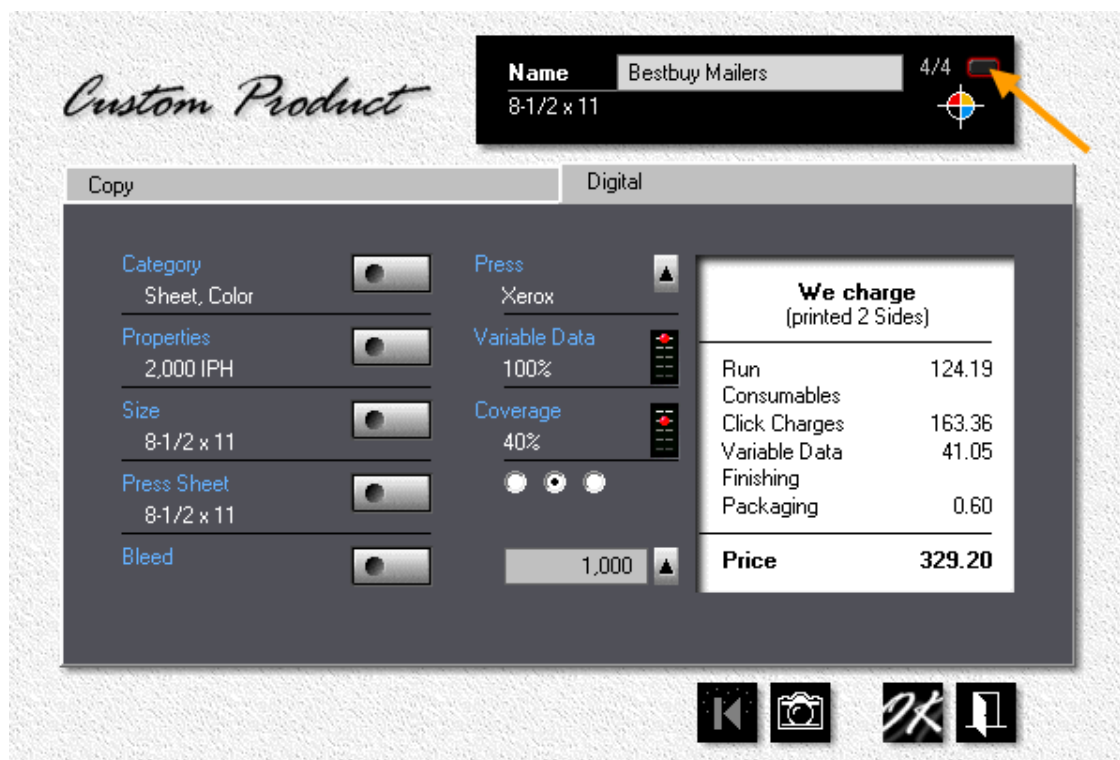 Custom Product
Name Bestbuy Mailers 4/4
8-1/2 x 11
Copy Digital
Category
Sheet, Color
Properties
2,000 IPH
Size
8-1/2 x 11
Press Sheet
8-1/2 x 11
Bleed
Press
Xerox
Variable Data
100%
Coverage
40%
1,000
We charge
(printed 2 Sides)
Run 124.19
Consumables
Click Charges 163.36
Variable Data 41.05
Finishing
Packaging 0.60
Price 329.20
OK